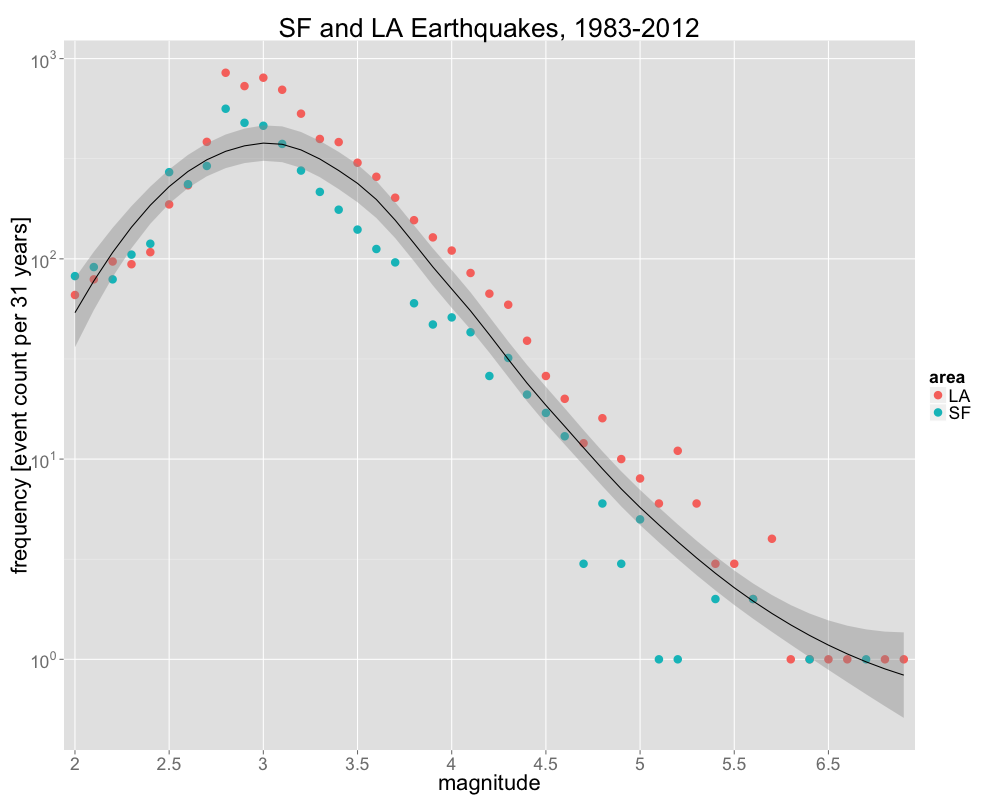 SF and LA Earthquakes, 1983-2012
frequency [event count per 31 years]
10³
10²
10¹
10⁰
2 2.5 3 3.5 4 4.5 5 5.5 6.5
magnitude
area
LA
SF